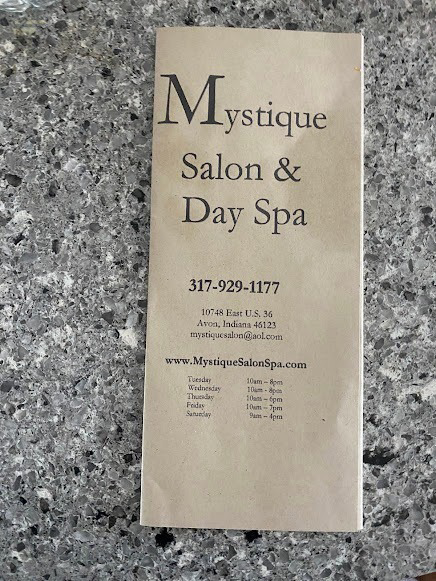 Mystique
Salon &
Day Spa
317-929-1177
10748 East U.S. 36
Avon, Indiana 46123
mystiquesalon@aol.com
www.MystiqueSalonSpa.com
Tuesday 10am – 8pm
Wednesday 10am - 8pm
Thursday 10am – 6pm
Friday 10am – 7pm
Saturday 9am – 4pm